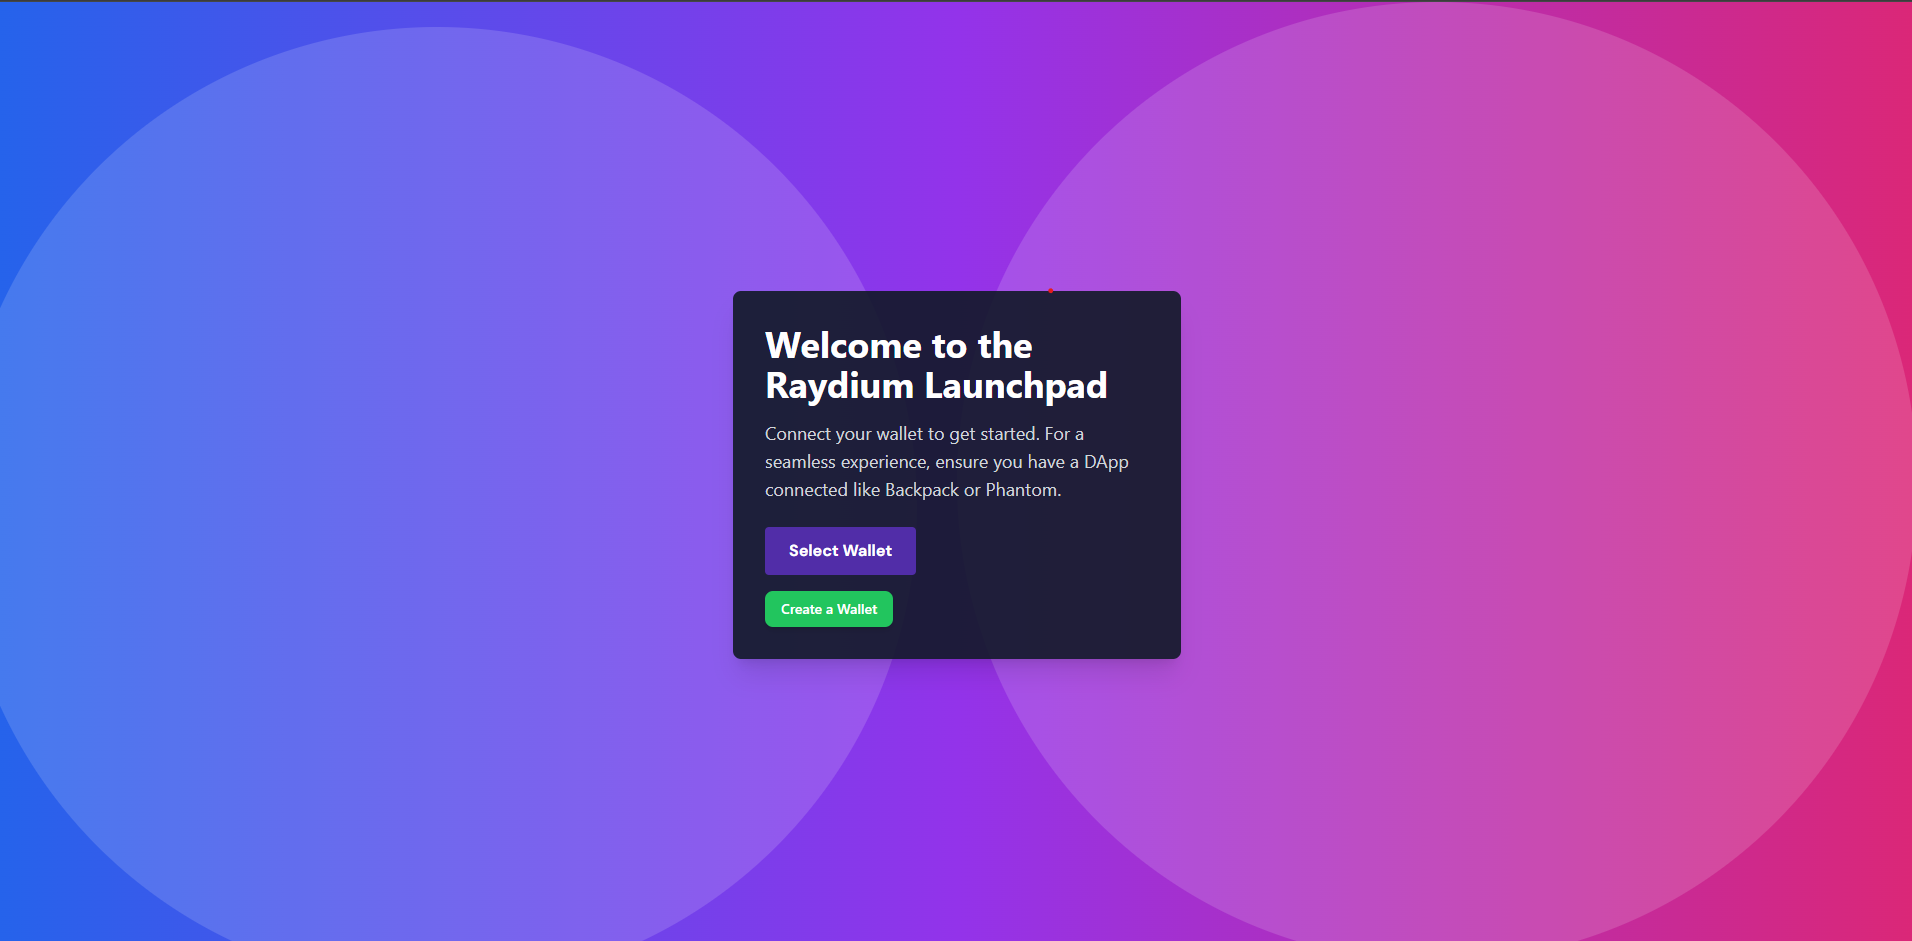 Welcome to the
Raydium Launchpad
Connect your wallet to get started. For a
seamless experience, ensure you have a DApp
connected like Backpack or Phantom.
Select Wallet
Create a Wallet